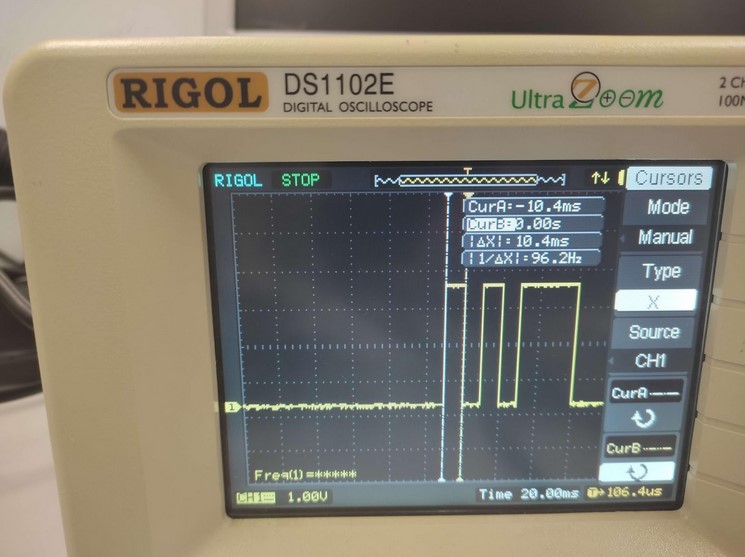 RIGOL DS1102E
DIGITAL OSCILLOSCOPE
Ultra Zoom
2 CH
RIGOL STOP
T
Cursors
CurA:-10.4ms
CurB:0.00s
|ΔX|:10.4ms
|1/ΔX|:96.2Hz
Mode
Manual
Type
X
Source
CH1
CurA
CurB
1
Freq(1)=*****
CH1 1.00V Time 20.00ms T→106.4us